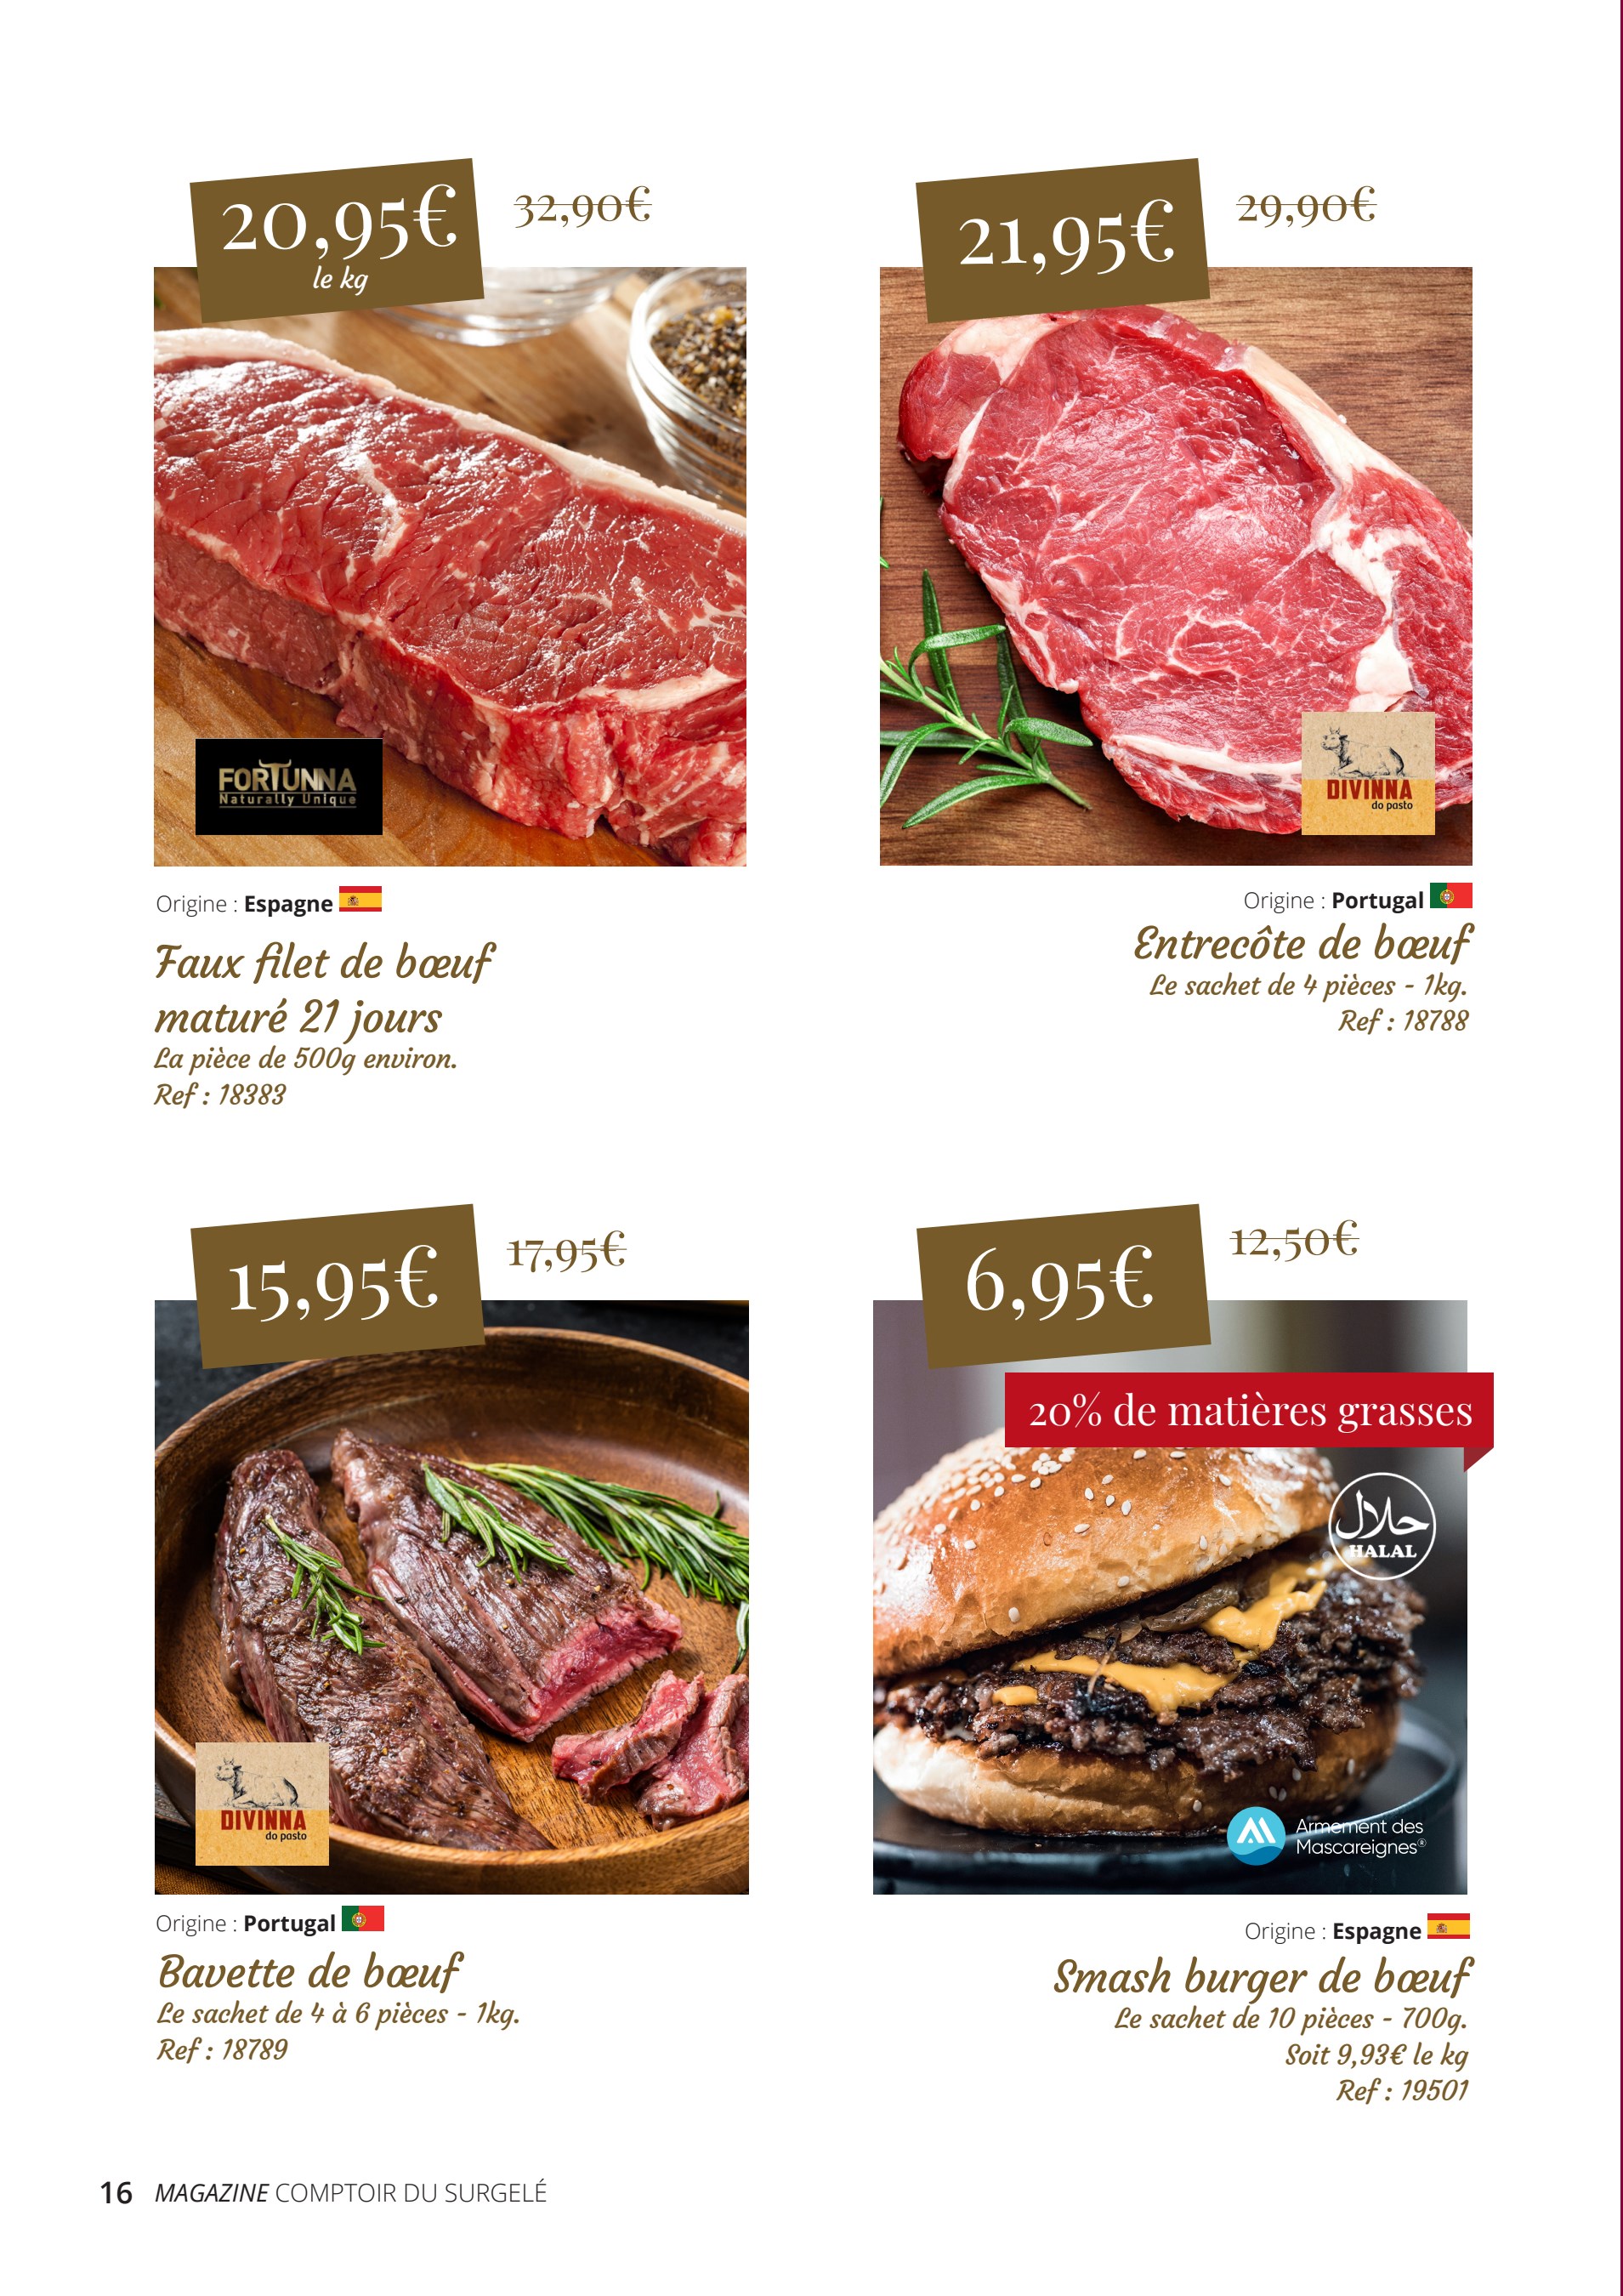 20,95€
le kg
32,90€
FORTUNNA
Naturally Unique
Origine : Espagne
Faux filet de bœuf
maturé 21 jours
La pièce de 500g environ.
Ref : 18383
21,95€
29,90€
DIVINNA
do pasto
Origine : Portugal
Entrecôte de bœuf
Le sachet de 4 pièces - 1kg.
Ref : 18788
15,95€
17,95€
DIVINNA
do pasto
Origine : Portugal
Bavette de bœuf
Le sachet de 4 à 6 pièces - 1kg.
Ref : 18789
6,95€
12,50€
20% de matières grasses
حلال
HALAL
Armement des
Mascareignes®
Origine : Espagne
Smash burger de bœuf
Le sachet de 10 pièces - 700g.
Soit 9,93€ le kg
Ref : 19501
16 MAGAZINE COMPTOIR DU SURGELÉ